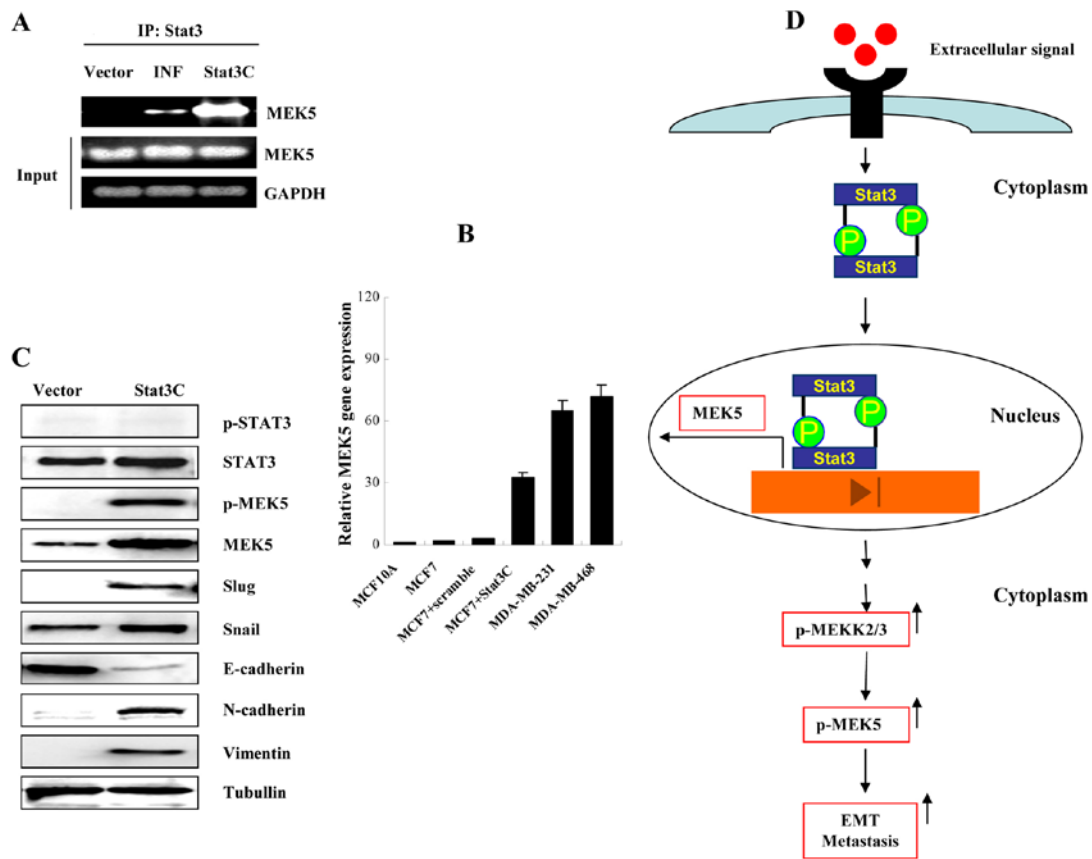 A
IP: Stat3
Vector INF Stat3C
MEK5
Input
MEK5
GAPDH
B
Relative MEK5 gene expression
120
90
60
30
0
MCF10A
MCF7
MCF7+scramble
MCF7+Stat3C
MDA-MB-231
MDA-MB-468
C
Vector Stat3C
p-STAT3
STAT3
p-MEK5
MEK5
Slug
Snail
E-cadherin
N-cadherin
Vimentin
Tubullin
D
Extracellular signal
Cytoplasm
Stat3
P
P
Stat3
Nucleus
MEK5
Stat3
P
P
Stat3
Cytoplasm
p-MEKK2/3
p-MEK5
EMT
Metastasis